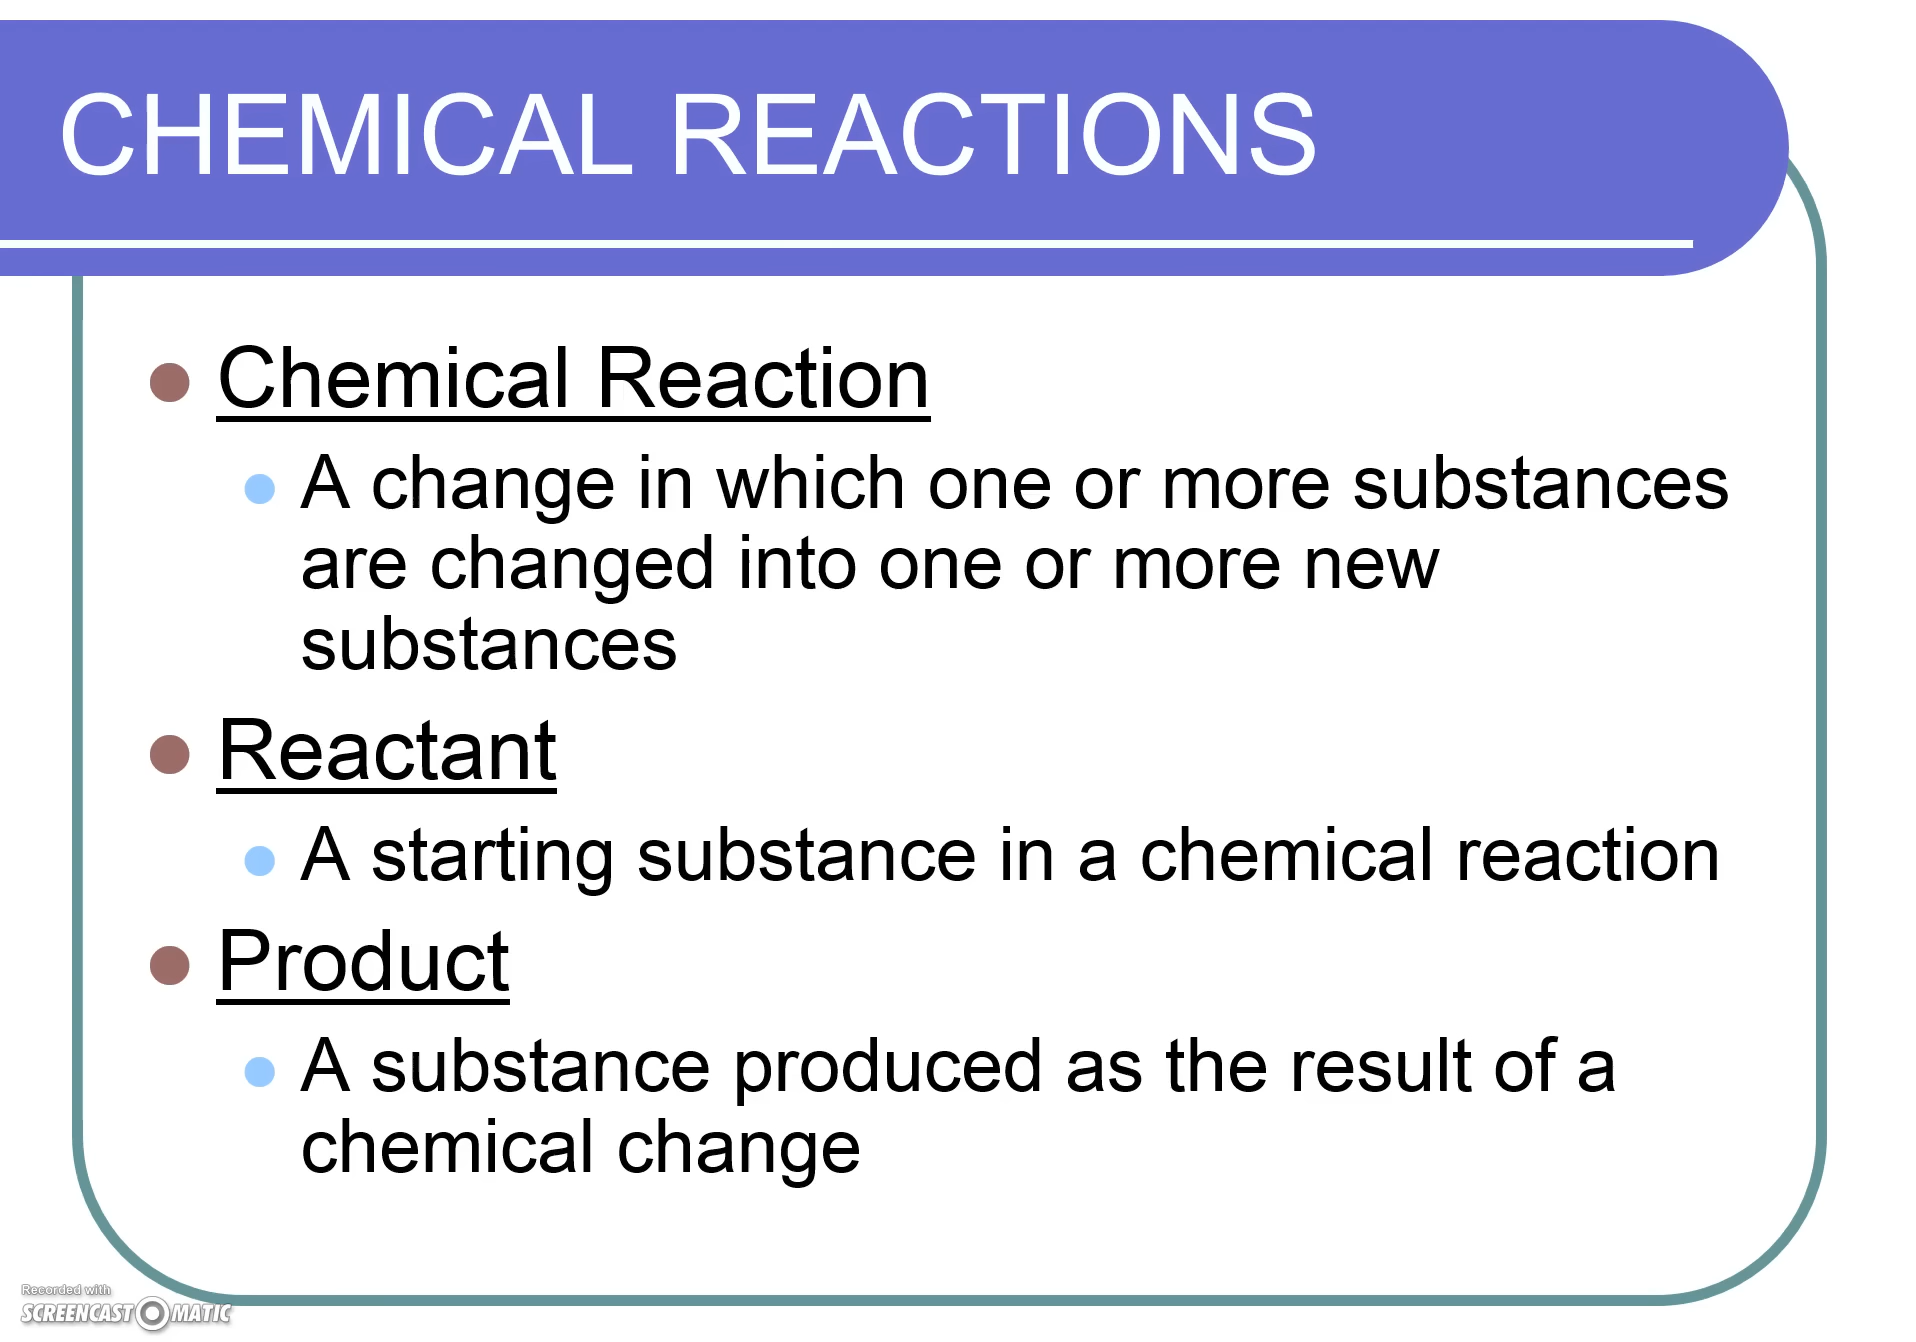 CHEMICAL REACTIONS
Chemical Reaction
A change in which one or more substances
are changed into one or more new
substances
Reactant
A starting substance in a chemical reaction
Product
A substance produced as the result of a
chemical change
Recorded with
SCREENCAST MATIC